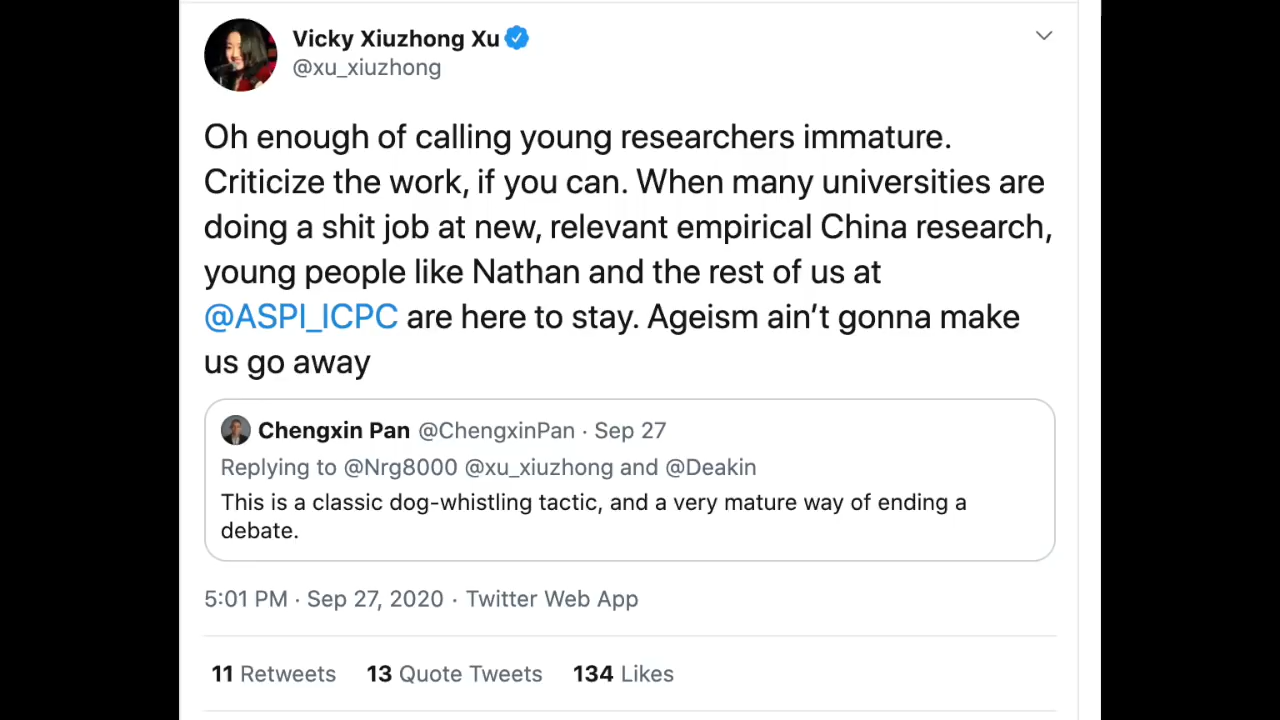 Vicky Xiuzhong Xu
@xu_xiuzhong
Oh enough of calling young researchers immature.
Criticize the work, if you can. When many universities are
doing a shit job at new, relevant empirical China research,
young people like Nathan and the rest of us at
@ASPI_ICPC are here to stay. Ageism ain’t gonna make
us go away
Chengxin Pan @ChengxinPan · Sep 27
Replying to @Nrg8000 @xu_xiuzhong and @Deakin
This is a classic dog-whistling tactic, and a very mature way of ending a
debate.
5:01 PM · Sep 27, 2020 · Twitter Web App
11 Retweets 13 Quote Tweets 134 Likes